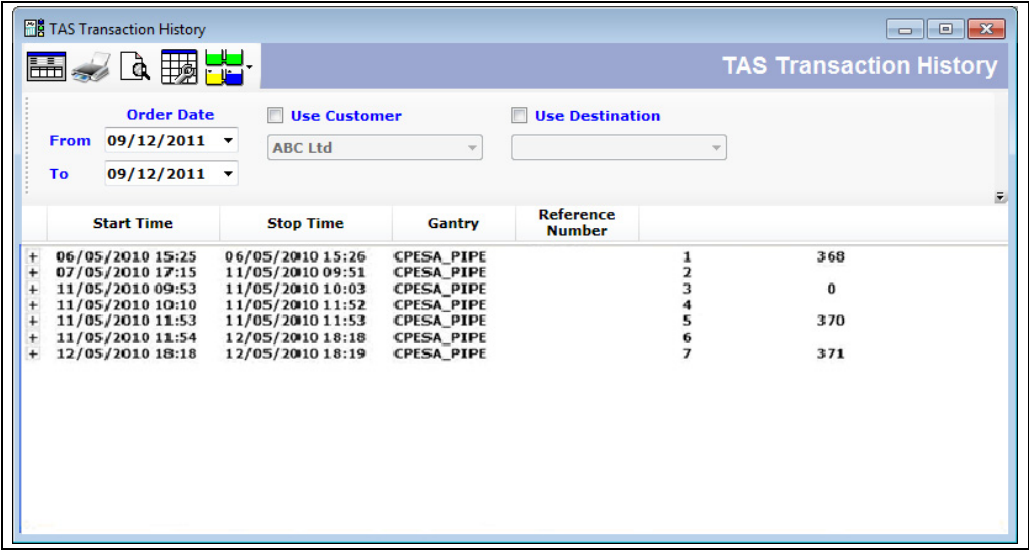 TAS Transaction History
TAS Transaction History
Order Date
Use Customer
Use Destination
From 09/12/2011
ABC Ltd
To 09/12/2011
Start Time Stop Time Gantry Reference Number
+ 06/05/2010 15:25 06/05/2010 15:26 CPESA_PIPE 1 368
+ 07/05/2010 17:15 11/05/2010 09:51 CPESA_PIPE 2
+ 11/05/2010 09:53 11/05/2010 10:03 CPESA_PIPE 3 0
+ 11/05/2010 10:10 11/05/2010 11:52 CPESA_PIPE 4
+ 11/05/2010 11:53 11/05/2010 11:53 CPESA_PIPE 5 370
+ 11/05/2010 11:54 12/05/2010 18:18 CPESA_PIPE 6
+ 12/05/2010 18:18 12/05/2010 18:19 CPESA_PIPE 7 371